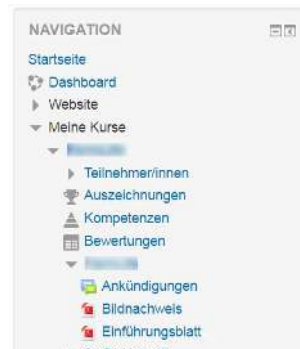 NAVIGATION
Startseite
Dashboard
Website
Meine Kurse
Teilnehmer/innen
Auszeichnungen
Kompetenzen
Bewertungen
Ankündigungen
Bildnachweis
Einführungsblatt